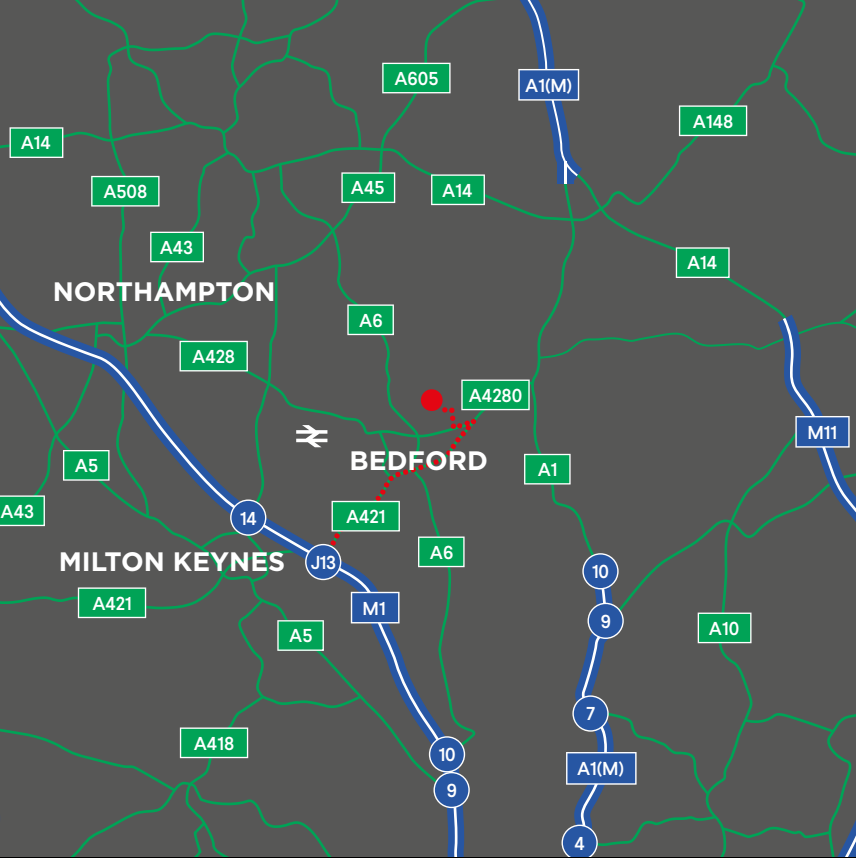 A605
A1(M)
A148
A14
A508
A45
A14
A43
A14
NORTHAMPTON
A6
A428
A4280
M11
BEDFORD
A5
A1
A43
A421
14
MILTON KEYNES
J13
A6
10
A421
M1
9
A5
A10
7
A418
10
A1(M)
9
4